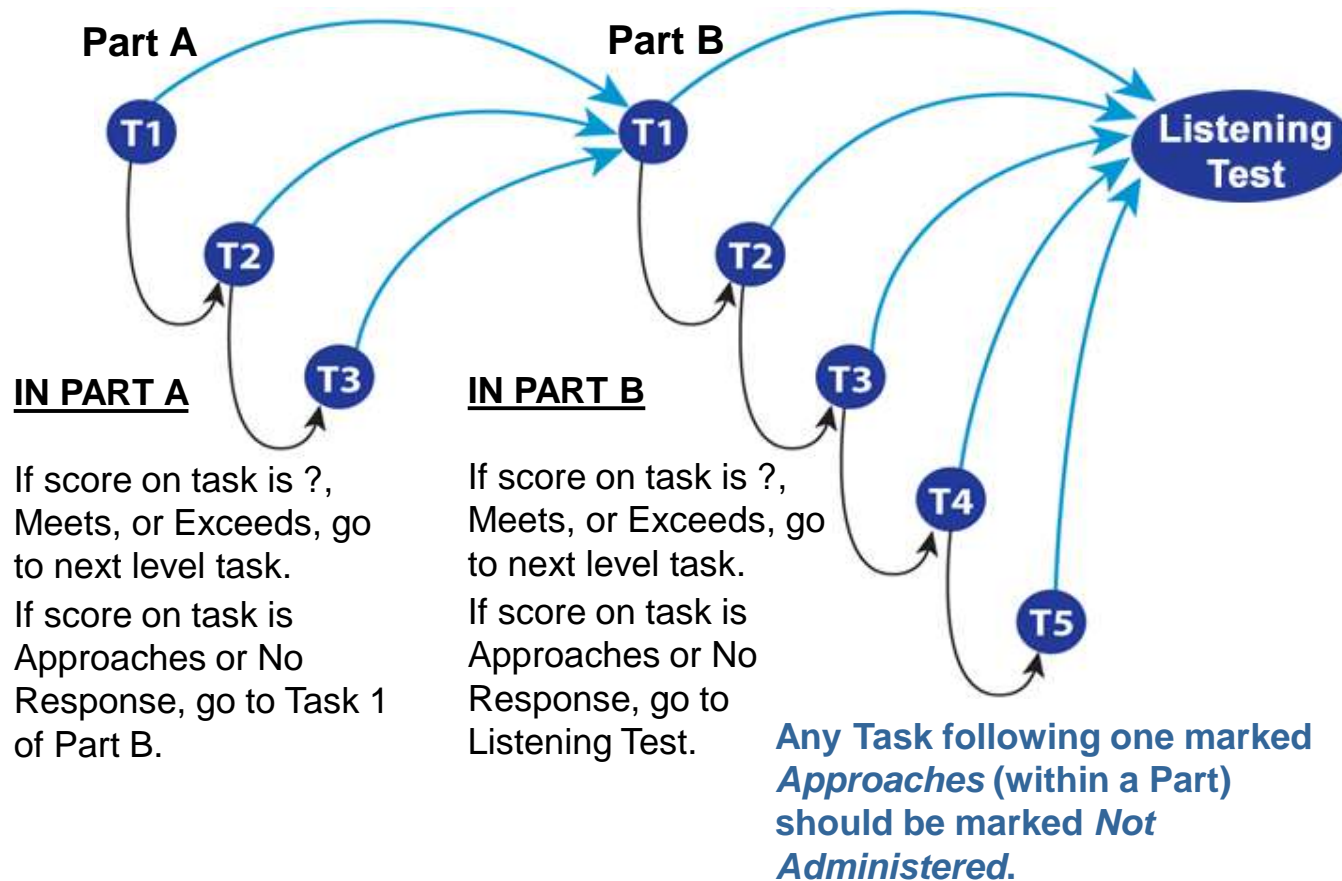 Part A
Part B
T1
T1
Listening
Test
T2
T2
T3
T3
T4
T5
IN PART A
If score on task is ?,
Meets, or Exceeds, go
to next level task.
If score on task is
Approaches or No
Response, go to Task 1
of Part B.
IN PART B
If score on task is ?,
Meets, or Exceeds, go
to next level task.
If score on task is
Approaches or No
Response, go to
Listening Test.
Any Task following one marked
Approaches (within a Part)
should be marked Not
Administered.